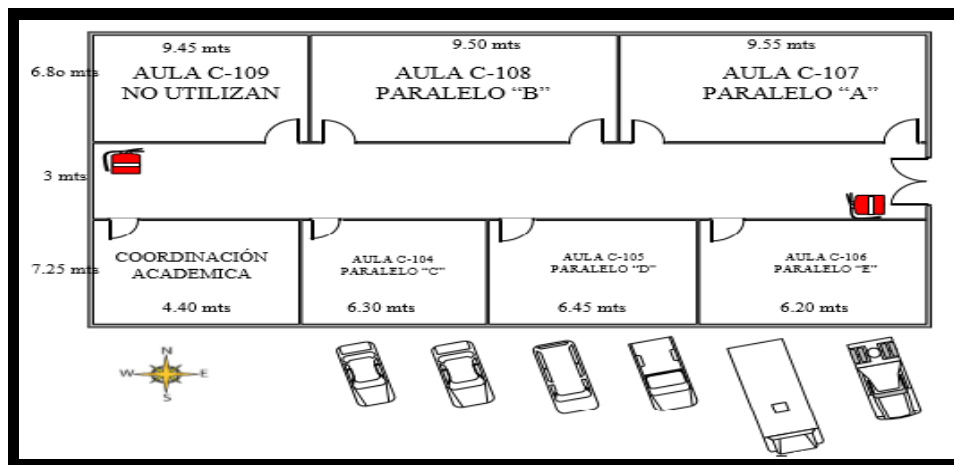 9.45 mts
9.50 mts
9.55 mts
6.8o mts
AULA C-109
NO UTILIZAN
AULA C-108
PARALELO “B”
AULA C-107
PARALELO “A”
3 mts
7.25 mts
COORDINACIÓN
ACADEMICA
4.40 mts
AULA C-104
PARALELO “C”
6.30 mts
AULA C-105
PARALELO “D”
6.45 mts
AULA C-106
PARALELO “E”
6.20 mts
N
W
E
S